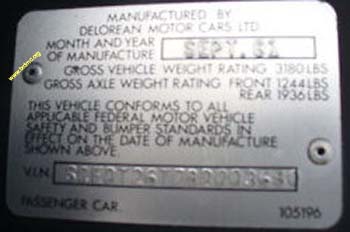 MANUFACTURED BY
DELOREAN MOTOR CARS LTD.
MONTH AND YEAR
OF MANUFACTURE SEPT. 81
GROSS VEHICLE WEIGHT RATING 3180 LBS
GROSS AXLE WEIGHT RATING FRONT 1244 LBS
REAR 1936 LBS
THIS VEHICLE CONFORMS TO ALL
APPLICABLE FEDERAL MOTOR VEHICLE
SAFETY AND BUMPER STANDARDS IN
EFFECT ON THE DATE OF MANUFACTURE
SHOWN ABOVE.
V.I.N.
PASSENGER CAR. 105196